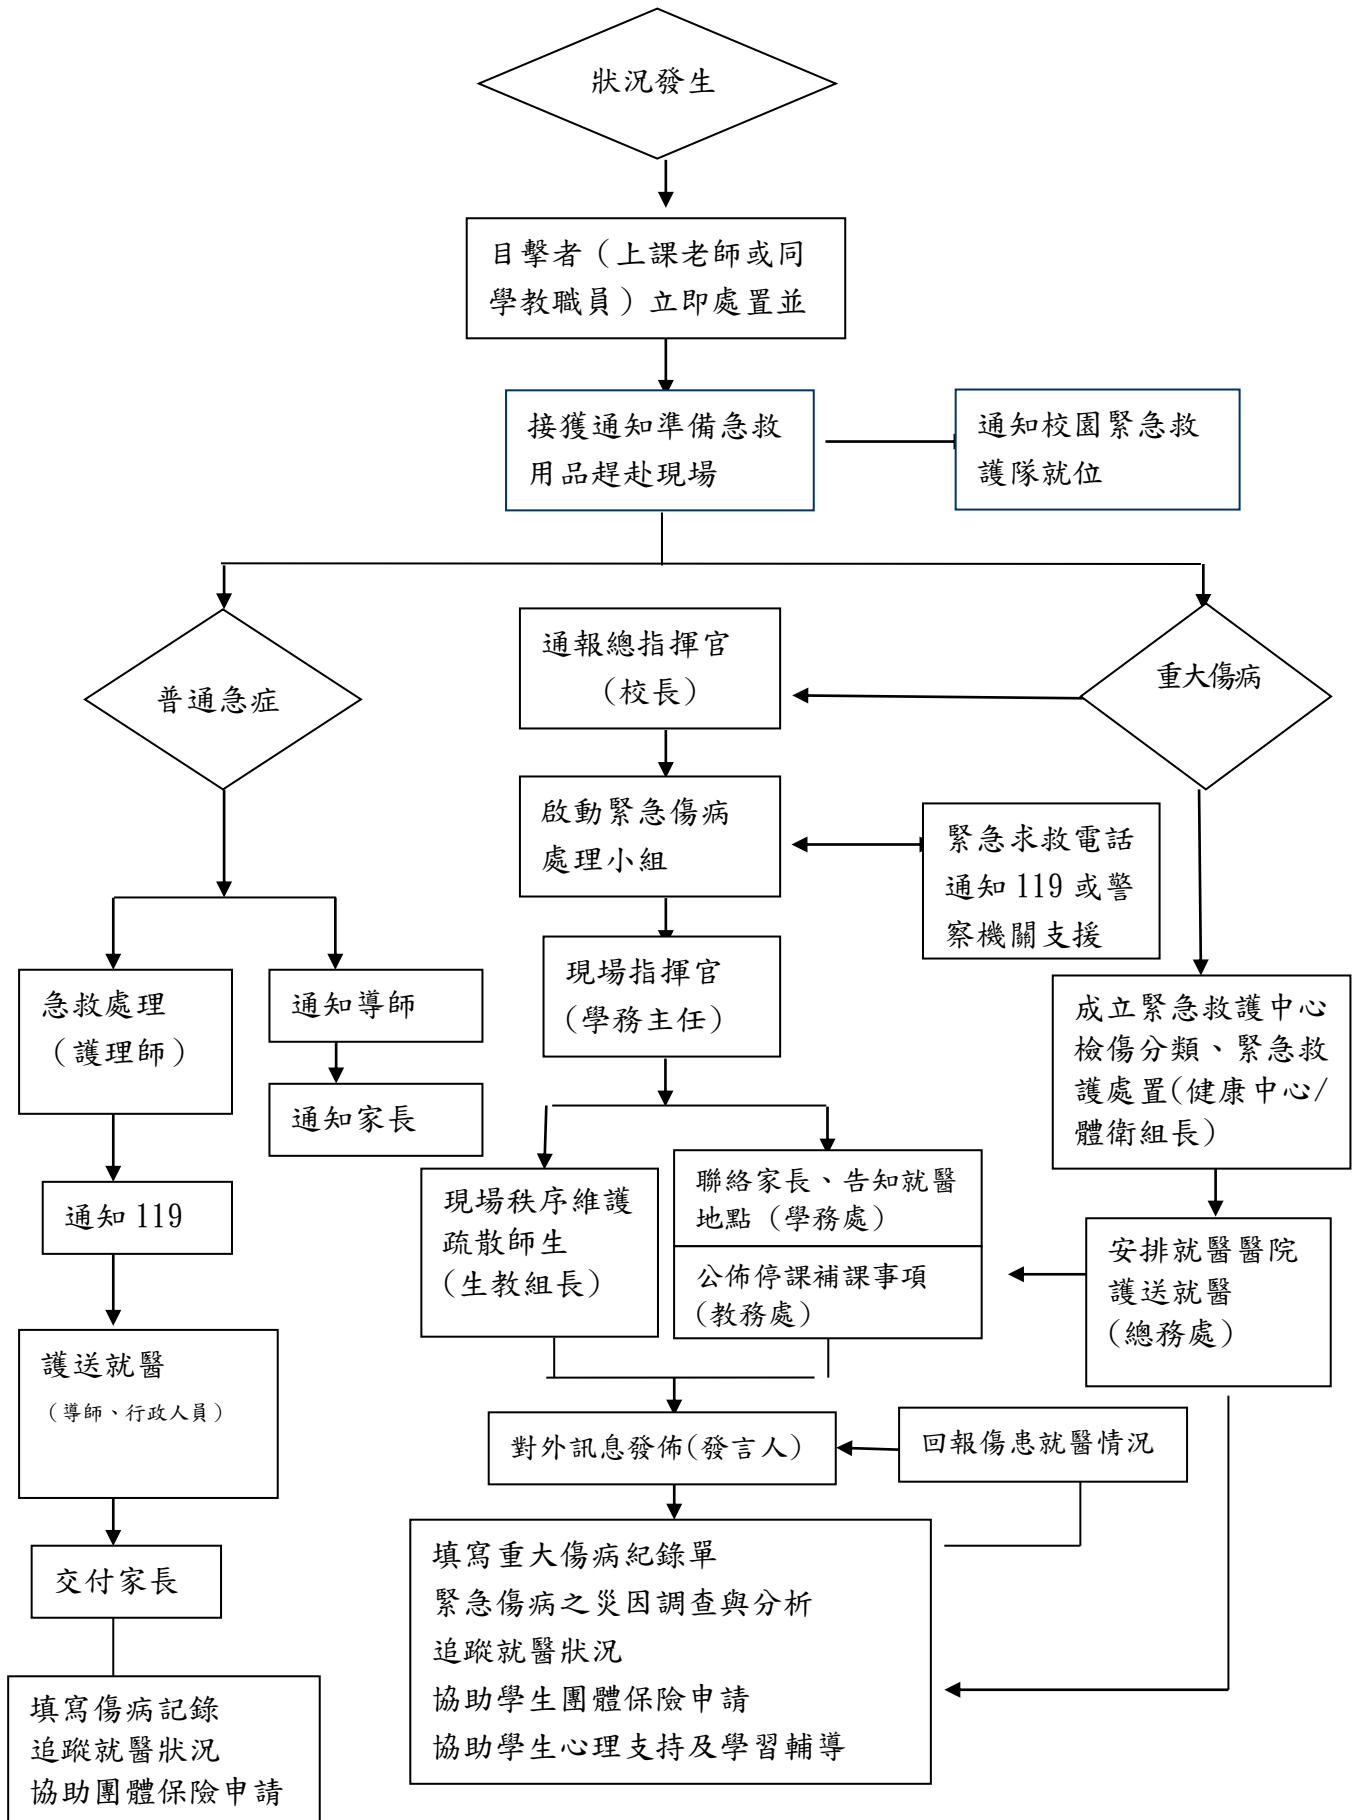 狀況發生
目擊者（上課老師或同
學教職員）立即處置並
接獲通知準備急救
用品趕赴現場
通知校園緊急救
護隊就位
普通急症
通報總指揮官
（校長）
重大傷病
啟動緊急傷病
處理小組
緊急求救電話
通知 119 或警
察機關支援
急救處理
（護理師）
通知導師
通知家長
現場指揮官
(學務主任)
成立緊急救護中心
檢傷分類、緊急救
護處置(健康中心/
體衛組長)
通知 119
現場秩序維護
疏散師生
(生教組長)
聯絡家長、告知就醫
地點（學務處）
公佈停課補課事項
(教務處)
安排就醫醫院
護送就醫
(總務處)
護送就醫
（導師、行政人員）
對外訊息發佈(發言人)
回報傷患就醫情況
交付家長
填寫重大傷病紀錄單
緊急傷病之災因調查與分析
追蹤就醫狀況
協助學生團體保險申請
協助學生心理支持及學習輔導
填寫傷病記錄
追蹤就醫狀況
協助團體保險申請